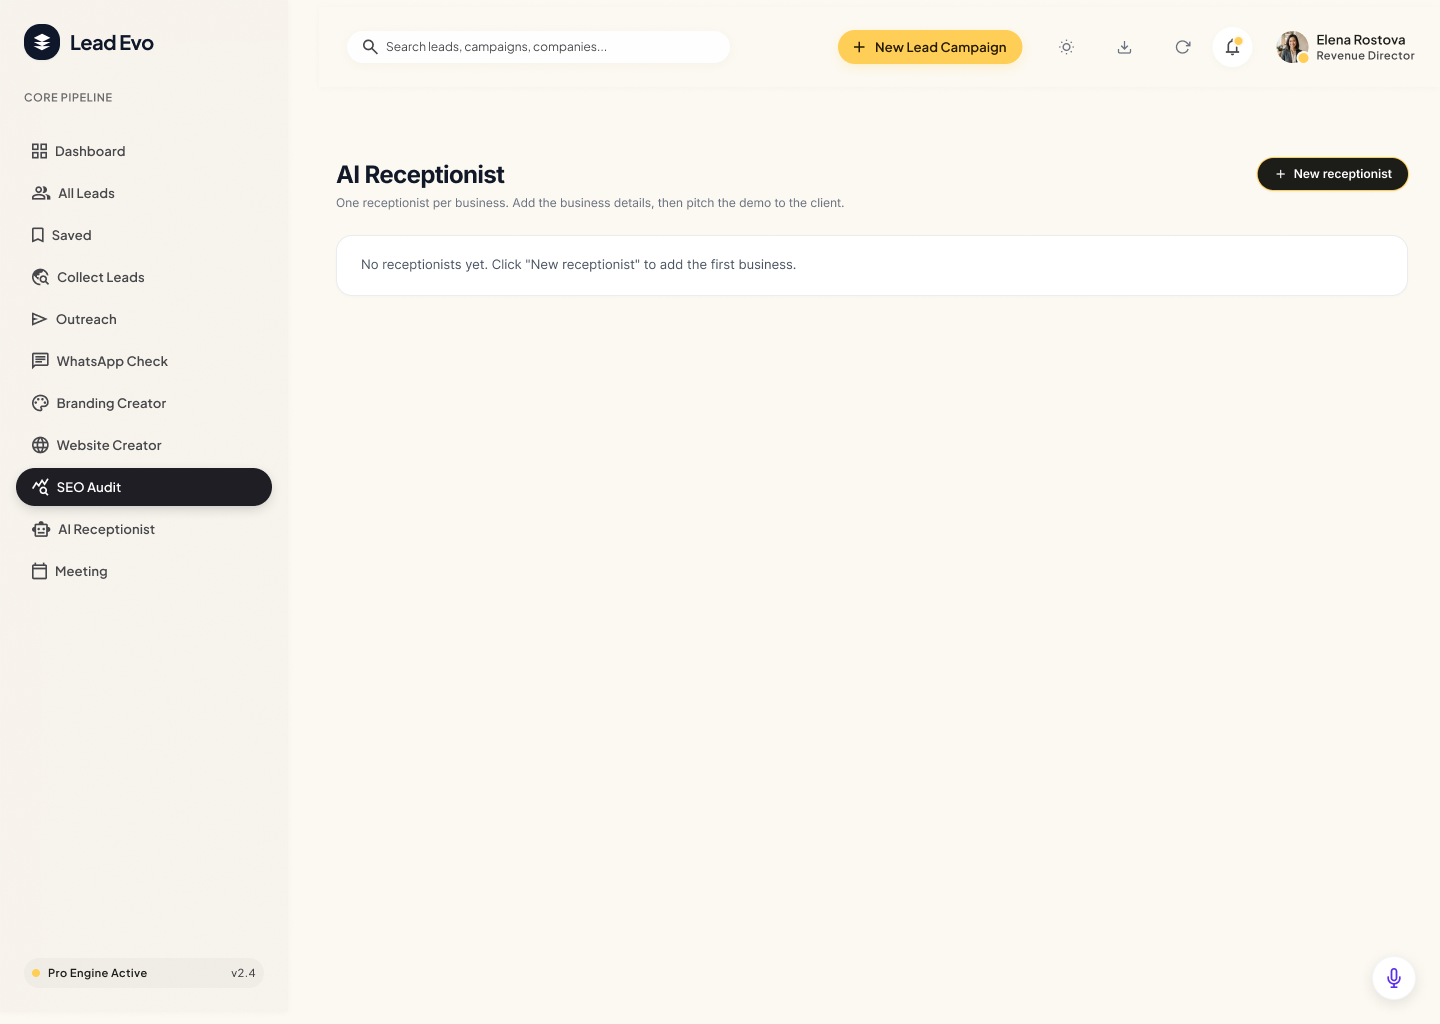 Lead Evo
CORE PIPELINE
Dashboard
All Leads
Saved
Collect Leads
Outreach
WhatsApp Check
Branding Creator
Website Creator
SEO Audit
AI Receptionist
Meeting
Pro Engine Active v2.4
Search leads, campaigns, companies...
+ New Lead Campaign
Elena Rostova
Revenue Director
AI Receptionist
One receptionist per business. Add the business details, then pitch the demo to the client.
+ New receptionist
No receptionists yet. Click "New receptionist" to add the first business.